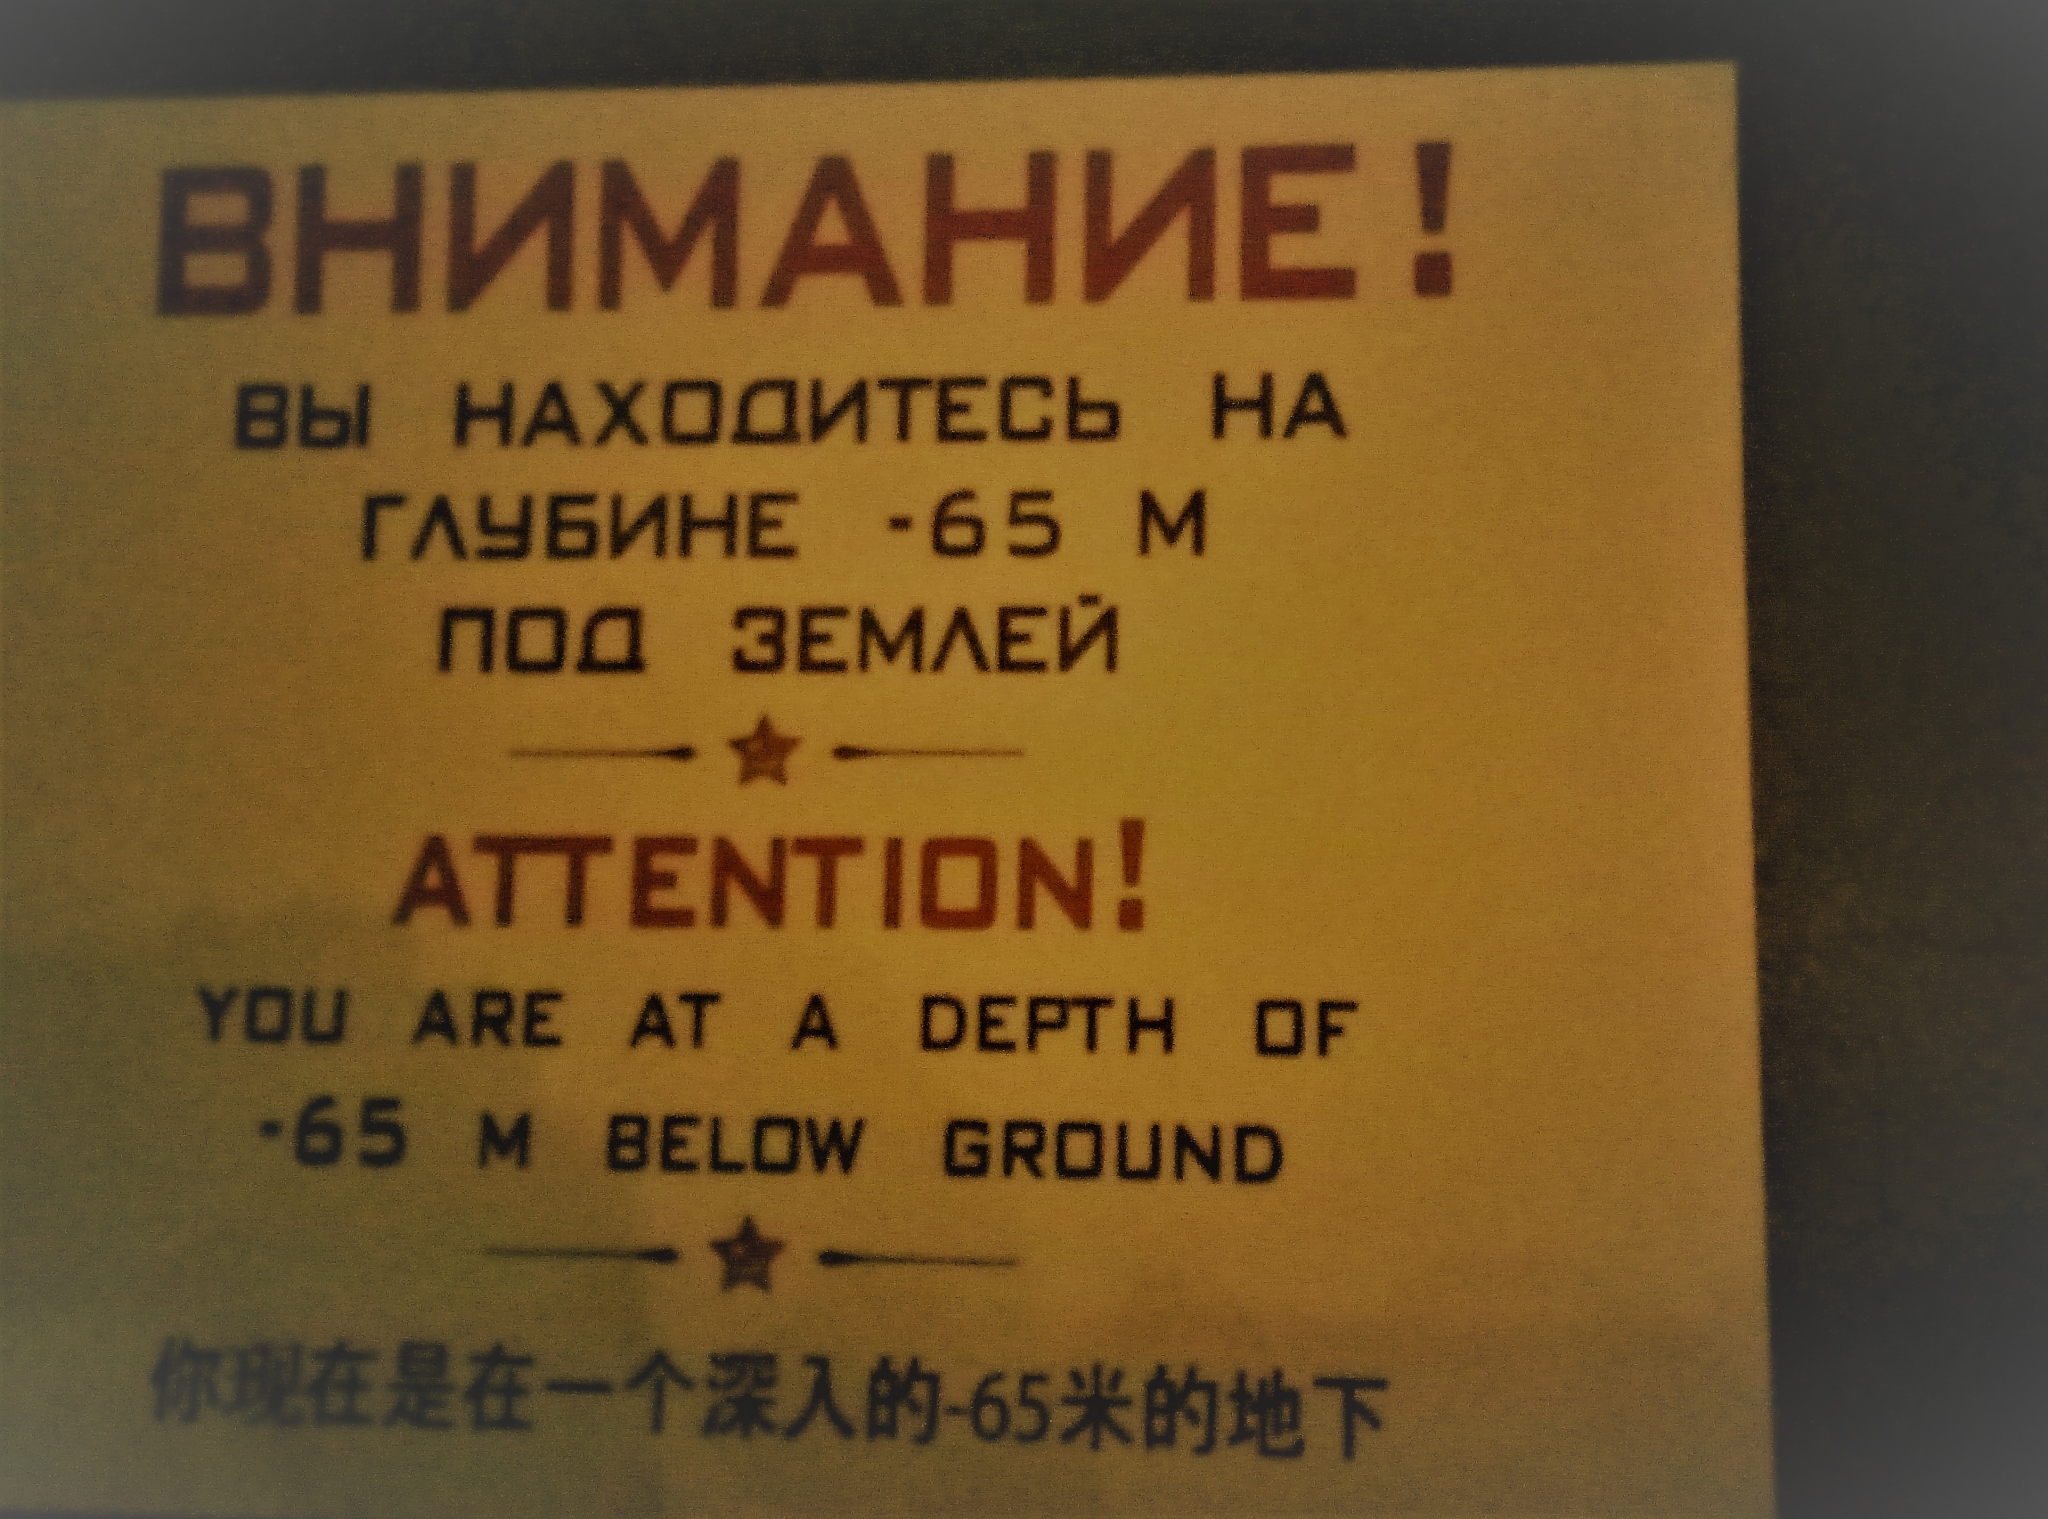 ВНИМАНИЕ!
ВЫ НАХОДИТЕСЬ НА
ГЛУБИНЕ -65 М
ПОД ЗЕМЛЕЙ
ATTENTION!
YOU ARE AT A DEPTH OF
-65 M BELOW GROUND
你现在是在一个深入的-65米的地下